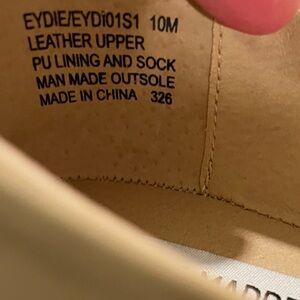 EYDIE/EYDI01S1 10M
LEATHER UPPER
PU LINING AND SOCK
MAN MADE OUTSOLE
MADE IN CHINA 326